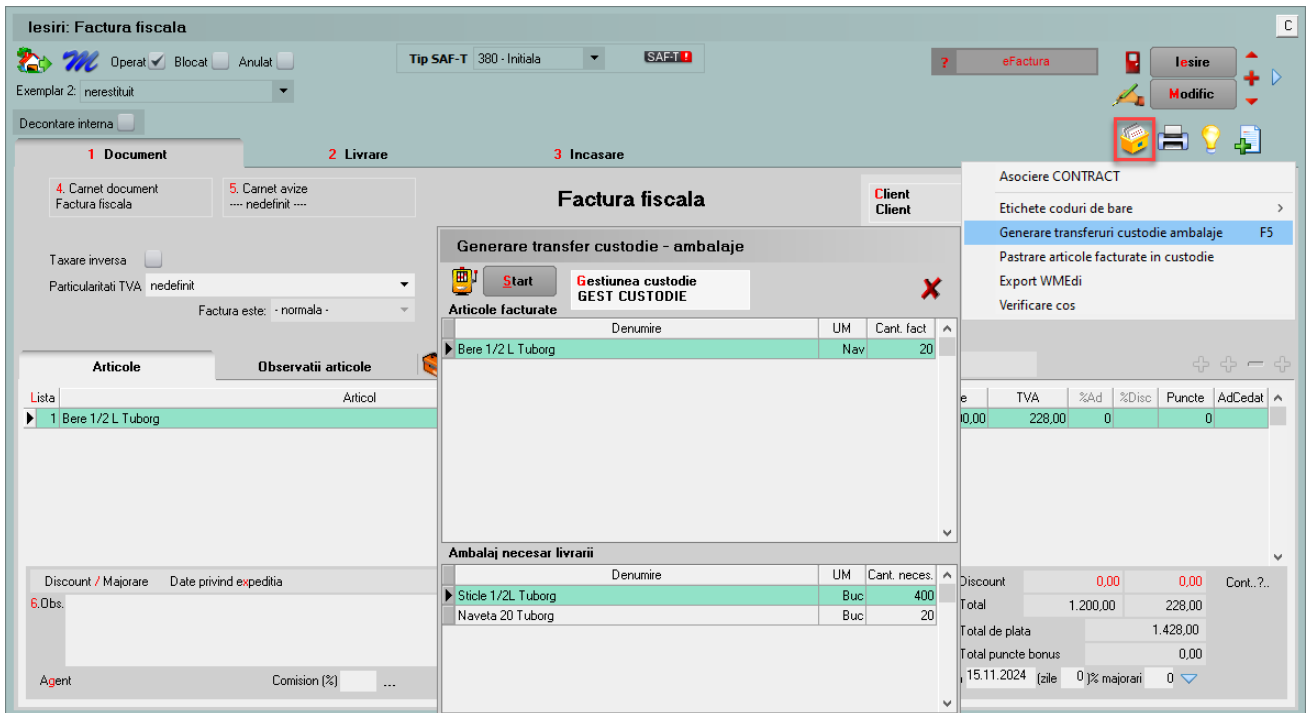 Iesiri: Factura fiscala
C
Operat Blocat Anulat
Tip SAF-T 380 - Initiala
SAF-T !
? eFactura
Iesire
Exemplar 2: nerestituit
Modific
Decontare interna
1 Document 2 Livrare 3 Incasare
4. Carnet document
Factura fiscala
5. Carnet avize
---- nedefinit ----
Factura fiscala
Client
Client
Asociere CONTRACT
Etichete coduri de bare >
Generare transferuri custodie ambalaje F5
Pastrare articole facturate in custodie
Export WMEdi
Verificare cos
Taxare inversa
Particularitati TVA nedefinit
Factura este: - normala -
Generare transfer custodie - ambalaje
Start
Gestiunea custodie
GEST CUSTODIE
Articole facturate
Denumire UM Cant. fact
Bere 1/2 L Tuborg Nav 20
Articole Observatii articole
Lista Articol
e TVA %Ad %Disc Puncte AdCedat
1 Bere 1/2 L Tuborg
00,00 228,00 0 0
Ambalaj necesar livrarii
Denumire UM Cant. neces.
Sticle 1/2L Tuborg Buc 400
Naveta 20 Tuborg Buc 20
Discount / Majorare Date privind expeditia
6.Obs.
Discount 0,00 0,00 Cont..?..
Total 1.200,00 228,00
Total de plata 1.428,00
Total puncte bonus 0,00
Agent Comision (%) ...
15.11.2024 (zile 0 )% majorari 0